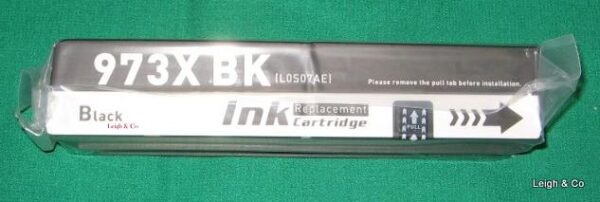 973X BK (L0S07AE)
Please remove the pull tab before installation.
Black
Leigh & Co
ink Replacement
Cartridge
PULL
Leigh & Co